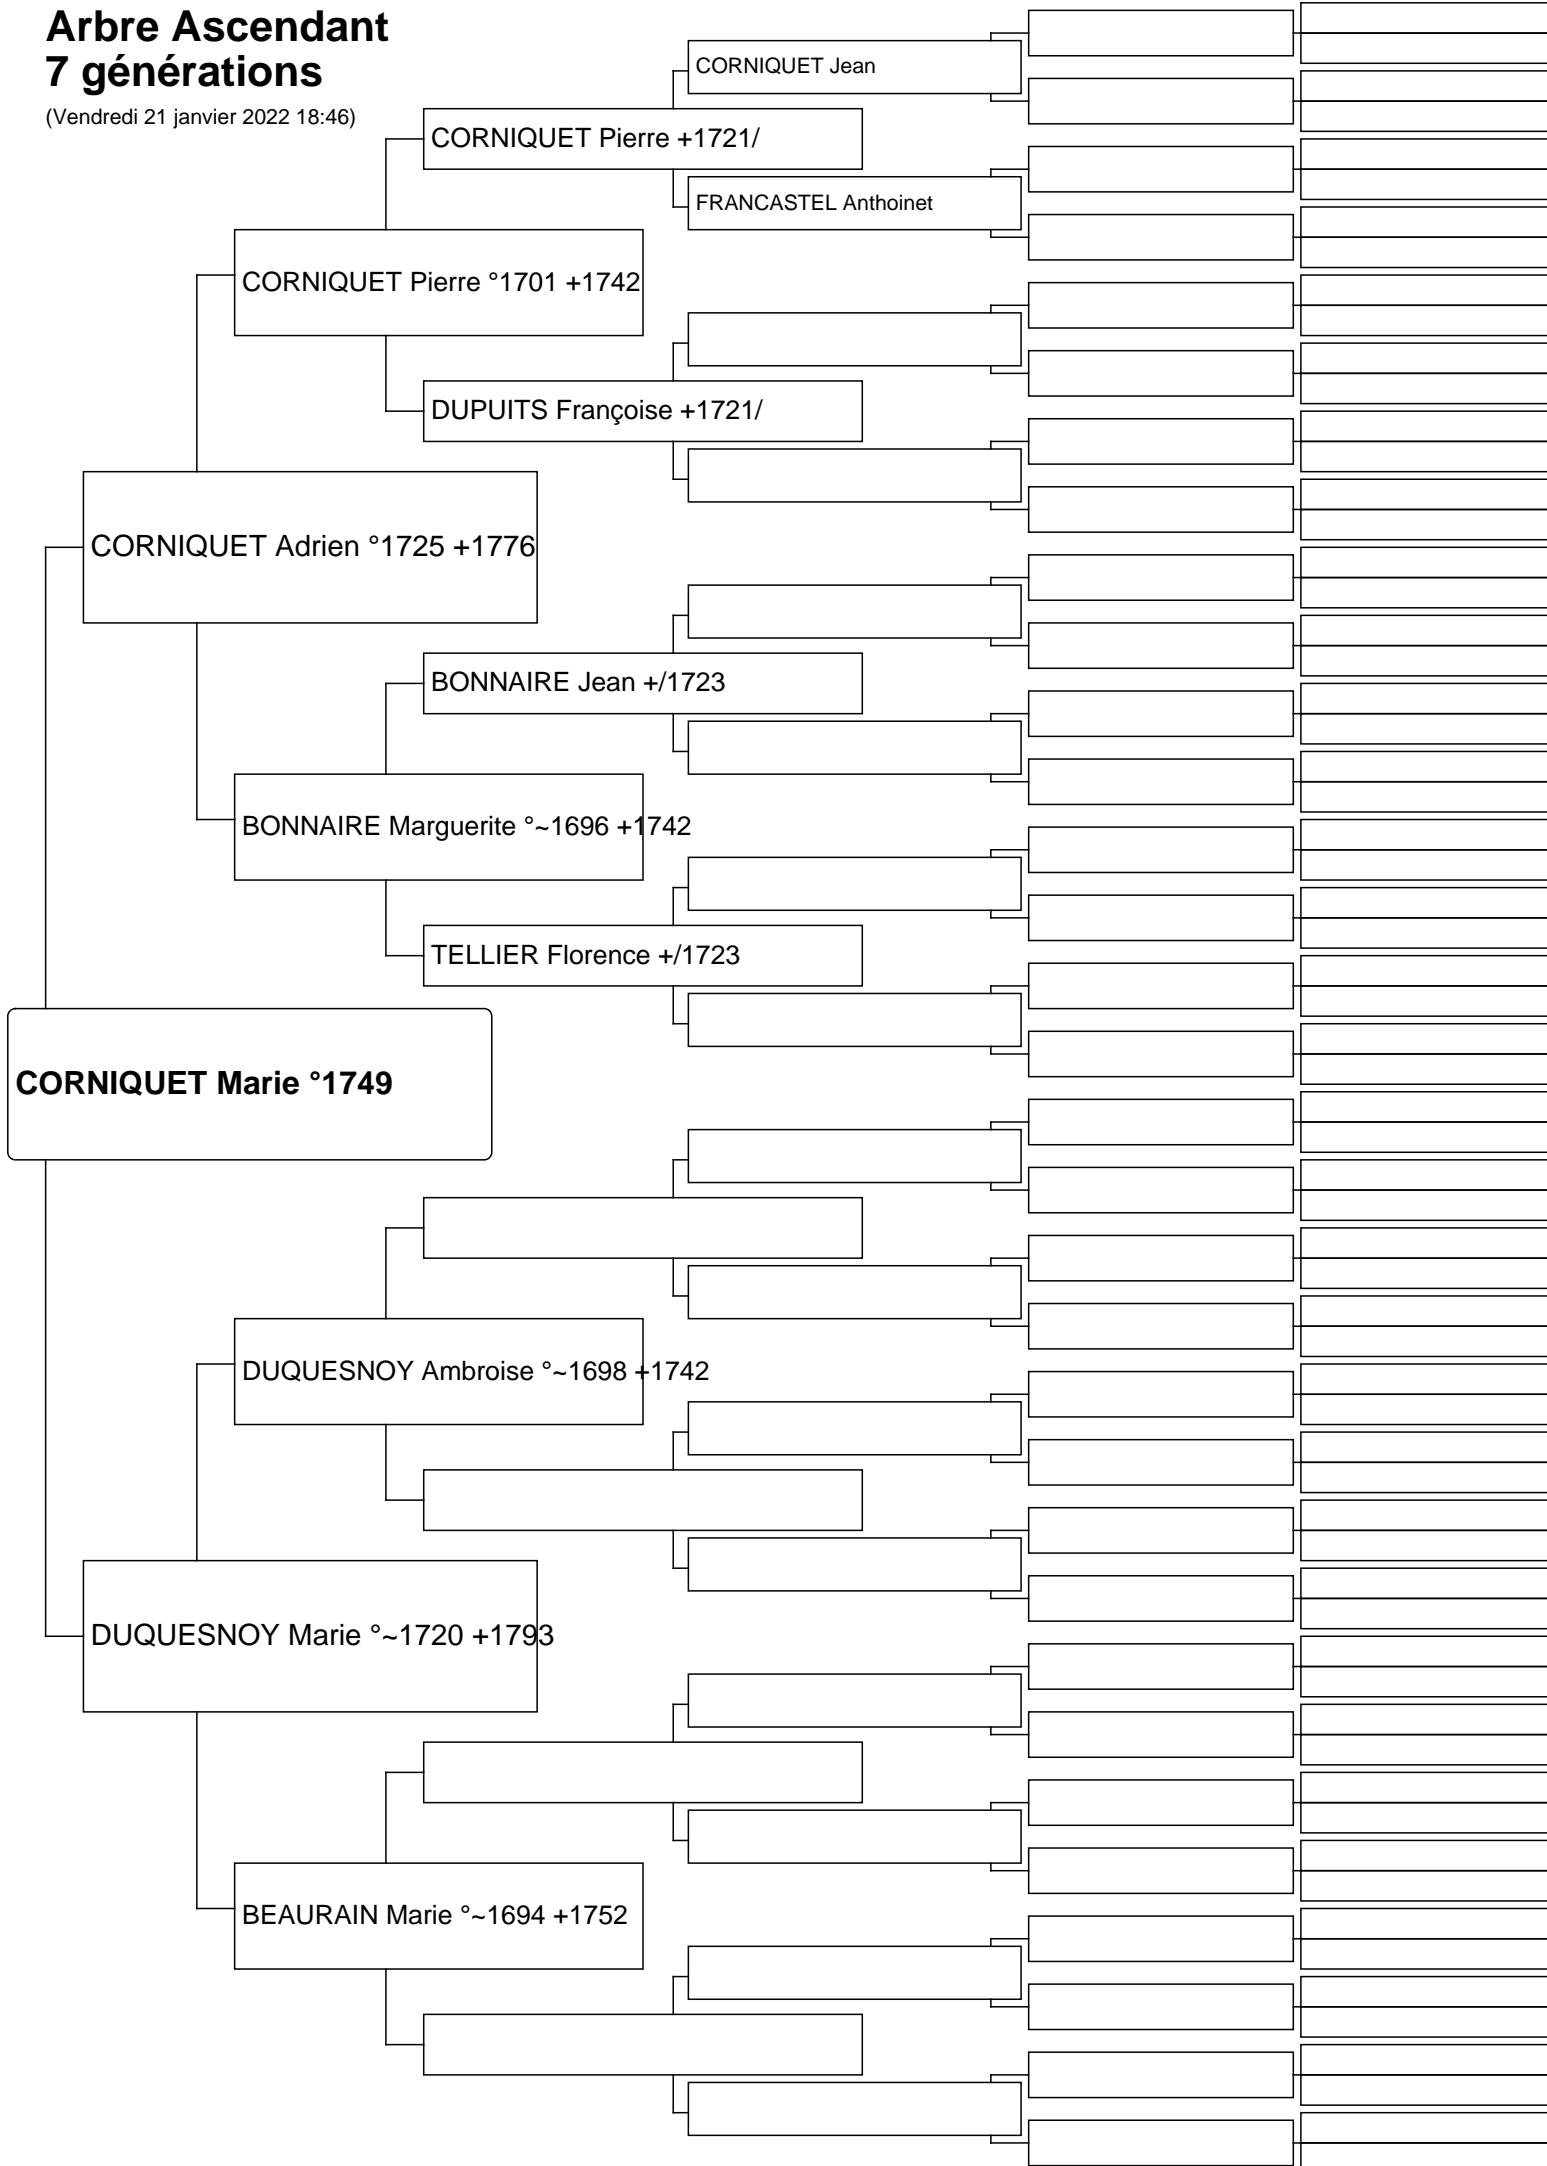 Arbre Ascendant
7 générations
(Vendredi 21 janvier 2022 18:46)
CORNIQUET Jean
CORNIQUET Pierre +1721/
FRANCASTEL Anthoinet
CORNIQUET Pierre °1701 +1742
DUPUITS Françoise +1721/
CORNIQUET Adrien °1725 +1776
BONNAIRE Jean +/1723
BONNAIRE Marguerite °~1696 +1742
TELLIER Florence +/1723
CORNIQUET Marie °1749
DUQUESNOY Ambroise °~1698 +1742
DUQUESNOY Marie °~1720 +1793
BEAURAIN Marie °~1694 +1752